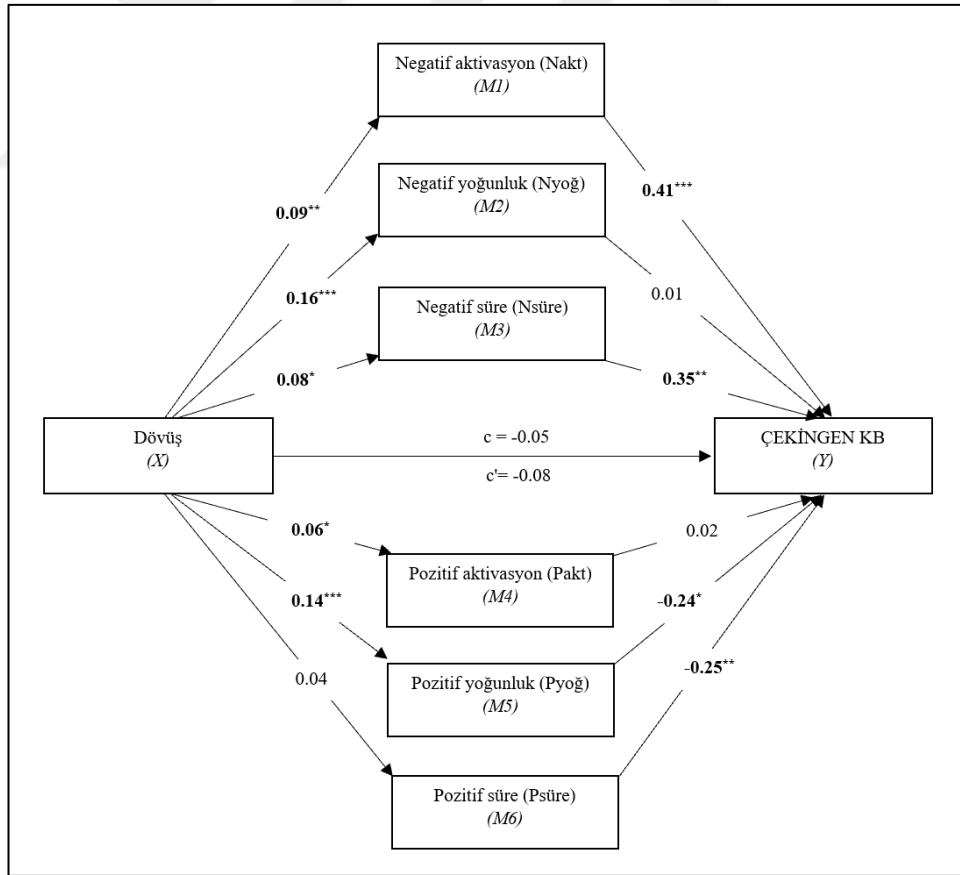 Negatif aktivasyon (Nakt)
(M1)
Negatif yoğunluk (Nyoğ)
(M2)
0.41***
0.09**
0.16***
Negatif süre (Nsüre)
(M3)
0.01
0.08*
0.35**
Dövüş
(X)
c = -0.05
c'= -0.08
ÇEKİNGEN KB
(Y)
0.06*
0.02
Pozitif aktivasyon (Pakt)
(M4)
0.14***
-0.24*
0.04
Pozitif yoğunluk (Pyoğ)
(M5)
-0.25**
Pozitif süre (Psüre)
(M6)